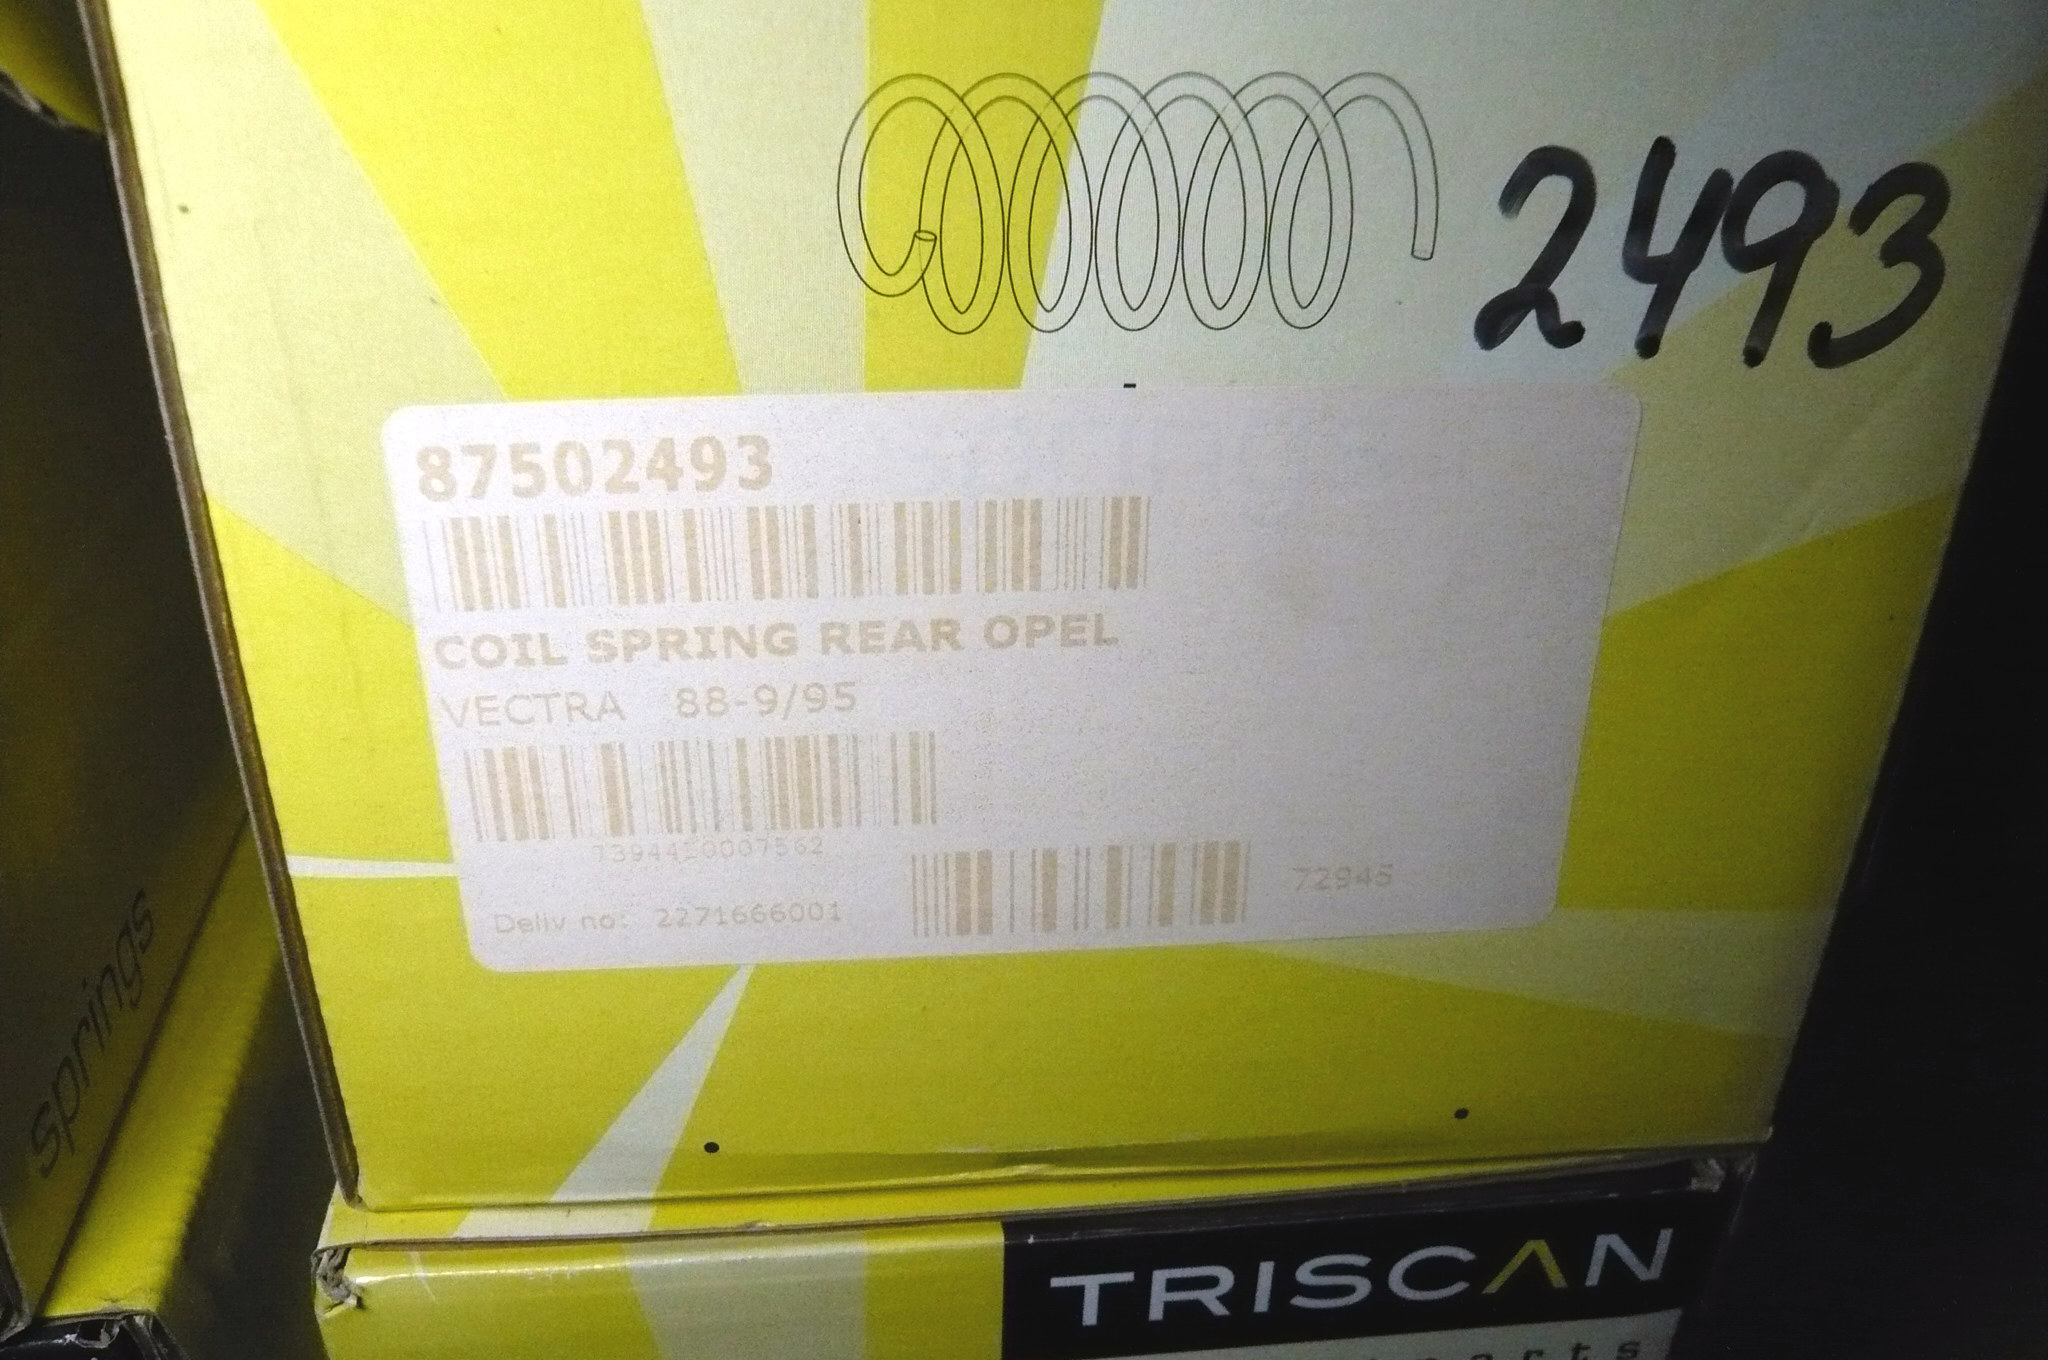 2493
87502493
COIL SPRING REAR OPEL
VECTRA 88-9/95
7394420007562
72945
Deliv no: 2271666001
springs
TRISCAN